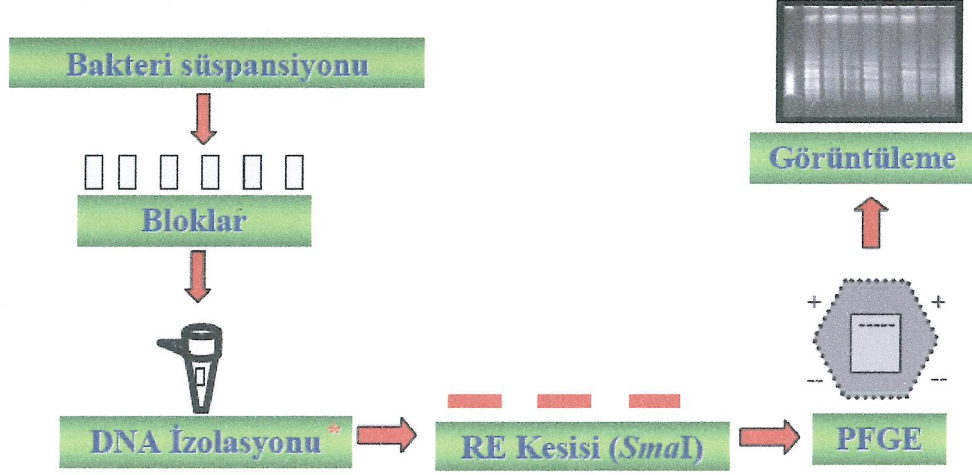 Bakteri süspansiyonu
Bloklar
DNA İzolasyonu *
RE Kesisi (SmaI)
PFGE
+ +
-- --
Görüntüleme